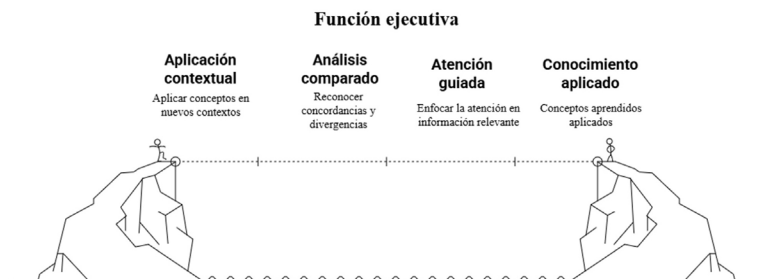 Función ejecutiva
Aplicación
contextual
Aplicar conceptos en
nuevos contextos
Análisis
comparado
Reconocer
concordancias y
divergencias
Atención
guiada
Enfocar la atención en
información relevante
Conocimiento
aplicado
Conceptos aprendidos
aplicados